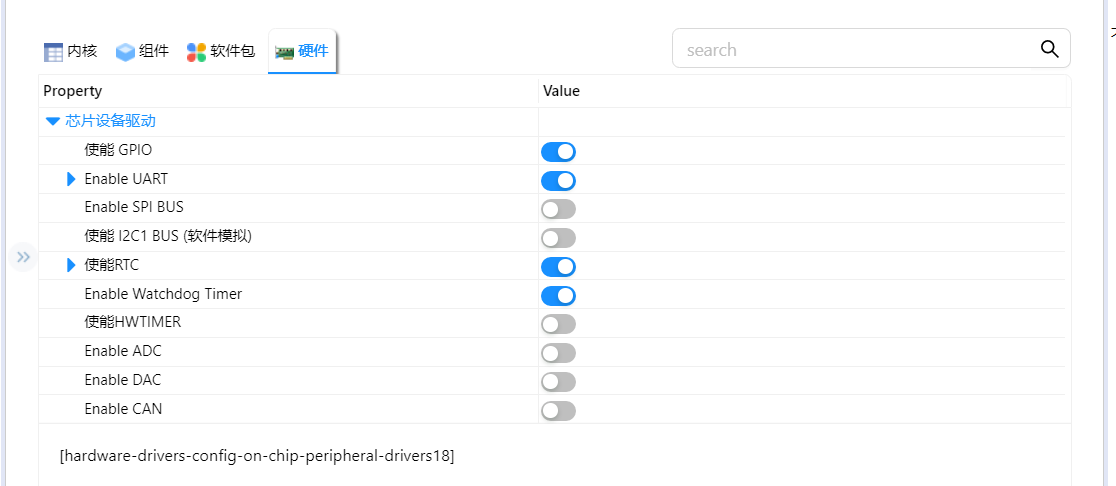 内核 组件 软件包 硬件 search
Property Value
芯片设备驱动
使能 GPIO
Enable UART
Enable SPI BUS
使能 I2C1 BUS (软件模拟)
使能RTC
Enable Watchdog Timer
使能HWTIMER
Enable ADC
Enable DAC
Enable CAN
[hardware-drivers-config-on-chip-peripheral-drivers18]